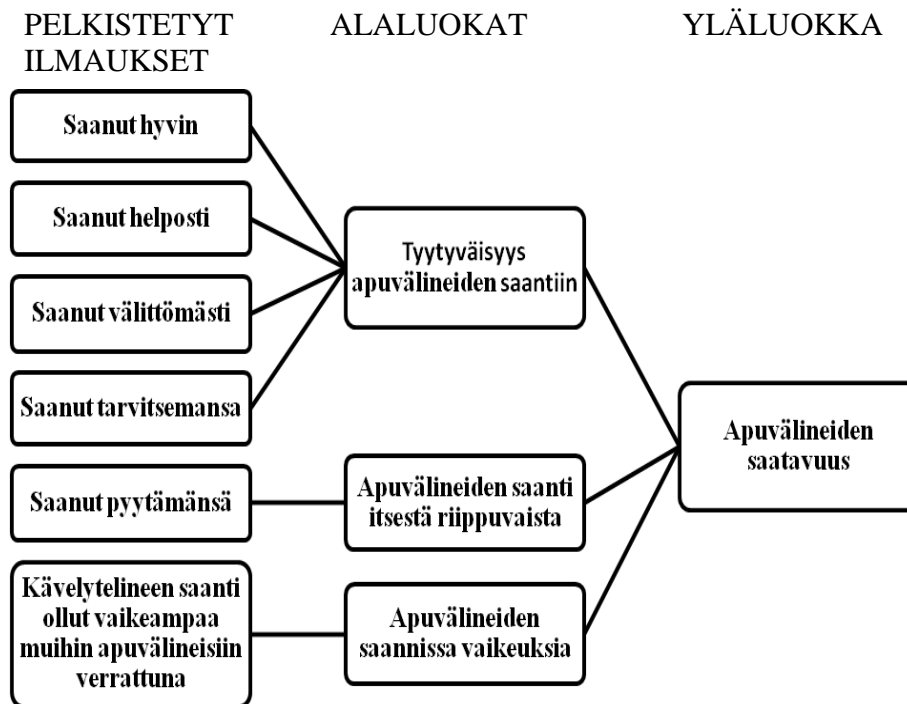 PELKISTETYT
ILMAUKSET
ALALUOKAT
YLÄLUOKKA
Saanut hyvin
Saanut helposti
Saanut välittömästi
Saanut tarvitsemansa
Saanut pyytämänsä
Kävelytelineen saanti
ollut vaikeampaa
muihin apuvälineisiin
verrattuna
Tyytyväisyys
apuvälineiden saantiin
Apuvälineiden saanti
itsestä riippuvaista
Apuvälineiden
saannissa vaikeuksia
Apuvälineiden
saatavuus